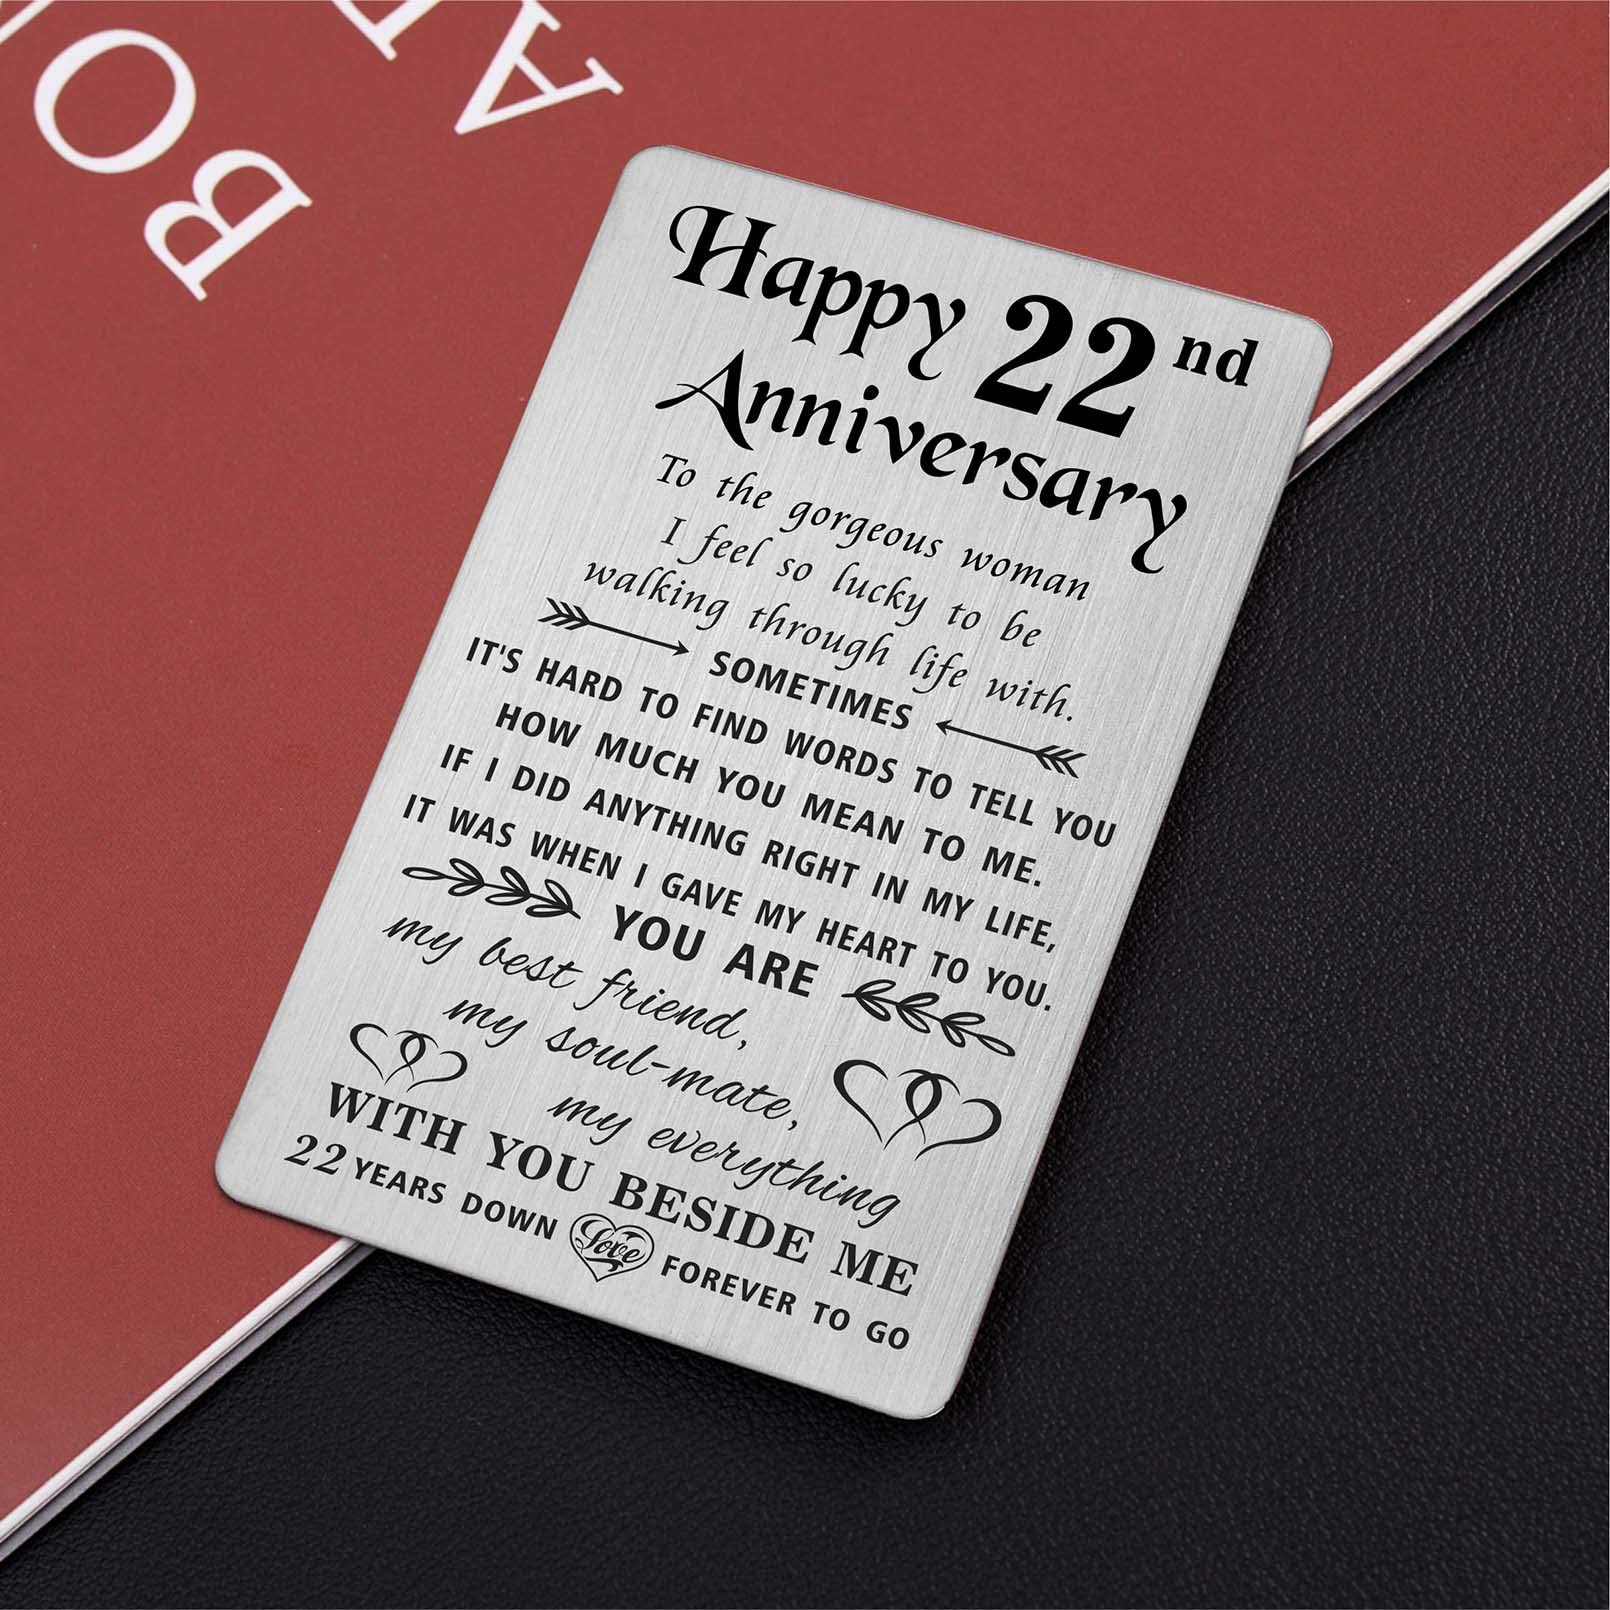 BO
A
Happy 22nd
Anniversary
To the gorgeous woman
I feel so lucky to be
walking through life with.
SOMETIMES
IT'S HARD TO FIND WORDS TO TELL YOU
HOW MUCH YOU MEAN TO ME.
IF I DID ANYTHING RIGHT IN MY LIFE,
IT WAS WHEN I GAVE MY HEART TO YOU.
YOU ARE
my best friend,
my soul-mate,
my everything
WITH YOU BESIDE ME
22 YEARS DOWN Love FOREVER TO GO